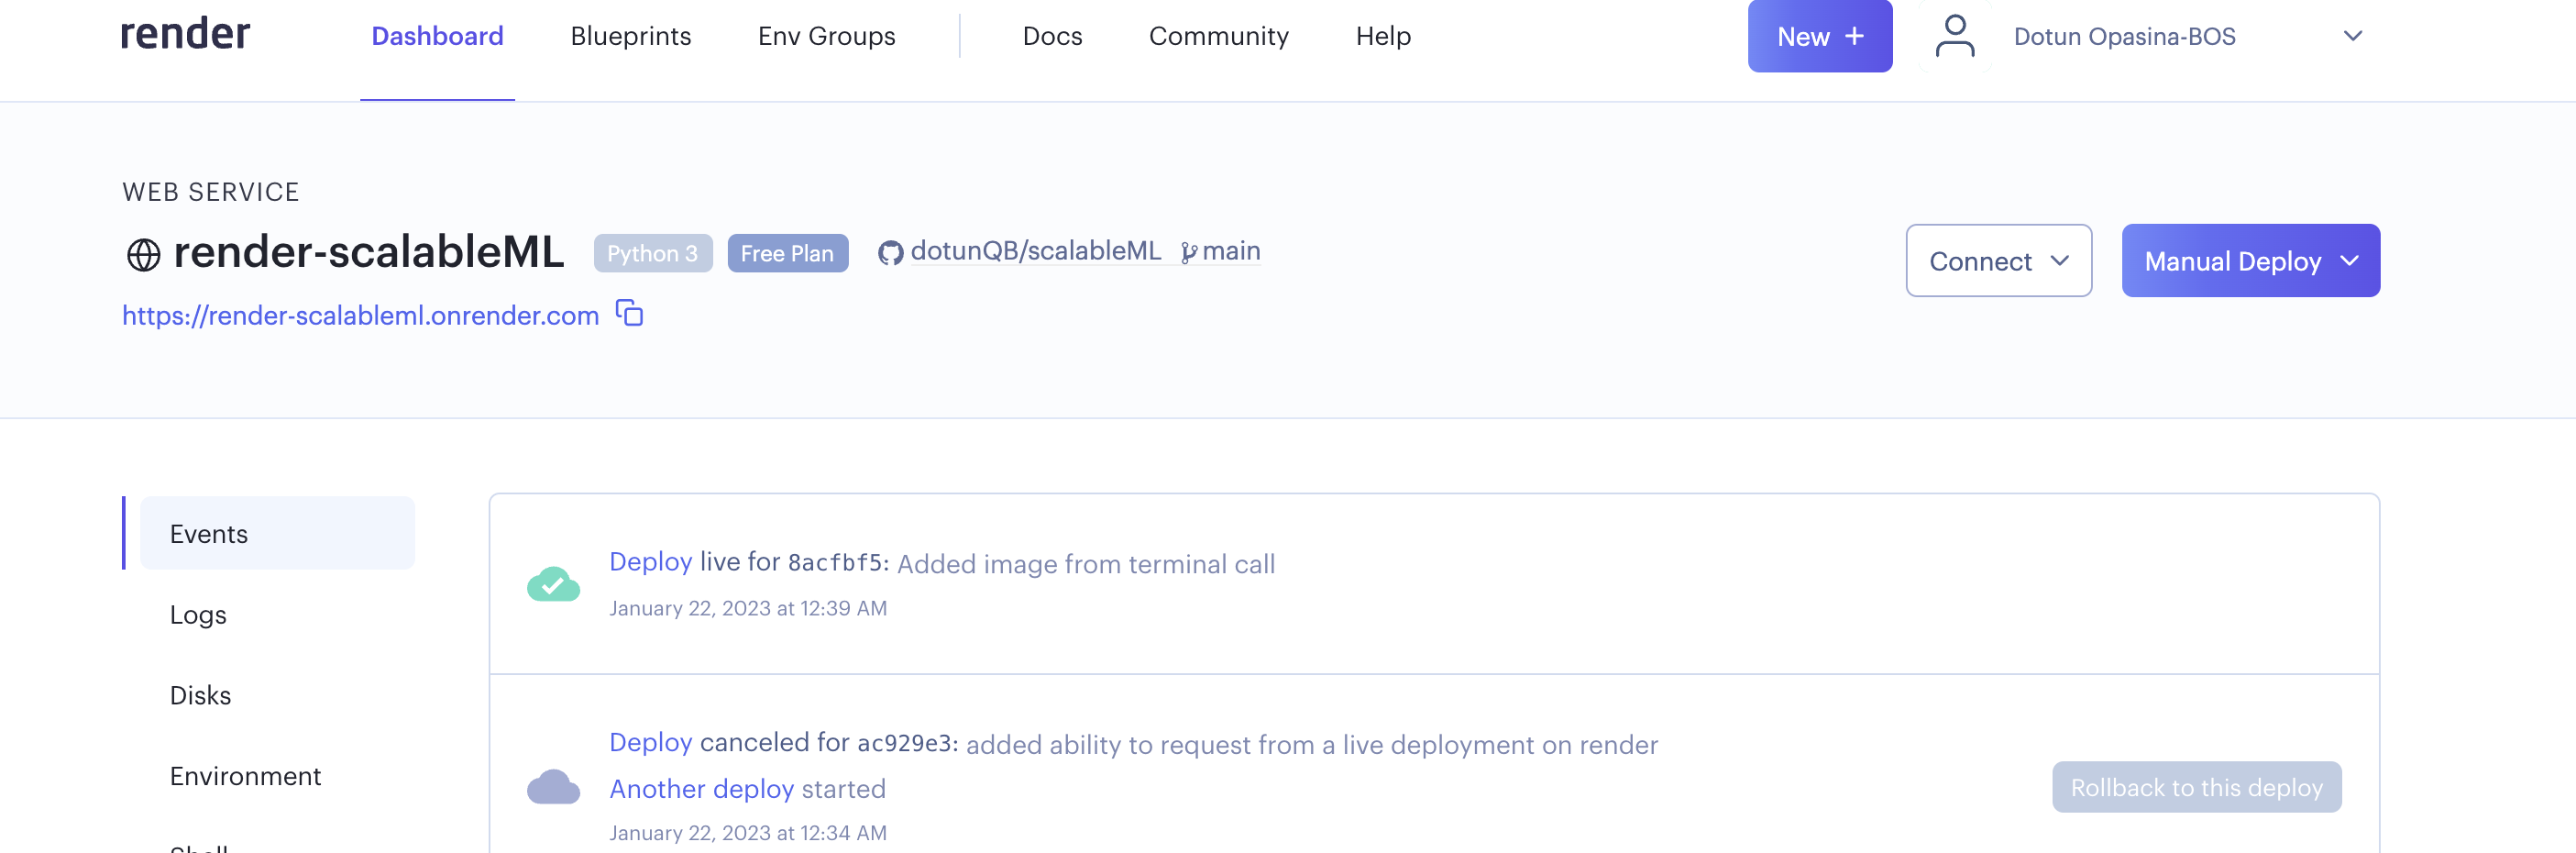 render Dashboard Blueprints Env Groups Docs Community Help New + Dotun Opasina-BOS
WEB SERVICE
render-scalableML Python 3 Free Plan dotunQB/scalableML main
Connect Manual Deploy
https://render-scalableml.onrender.com
Events
Logs
Disks
Environment
Shell
Deploy live for 8acfbf5: Added image from terminal call
January 22, 2023 at 12:39 AM
Deploy canceled for ac929e3: added ability to request from a live deployment on render
Another deploy started
January 22, 2023 at 12:34 AM
Rollback to this deploy